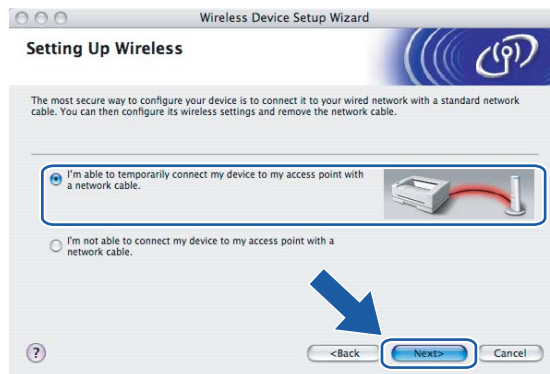 Wireless Device Setup Wizard
Setting Up Wireless
The most secure way to configure your device is to connect it to your wired network with a standard network
cable. You can then configure its wireless settings and remove the network cable.
I'm able to temporarily connect my device to my access point with
a network cable.
I'm not able to connect my device to my access point with a
network cable.
?
<Back
Next>
Cancel